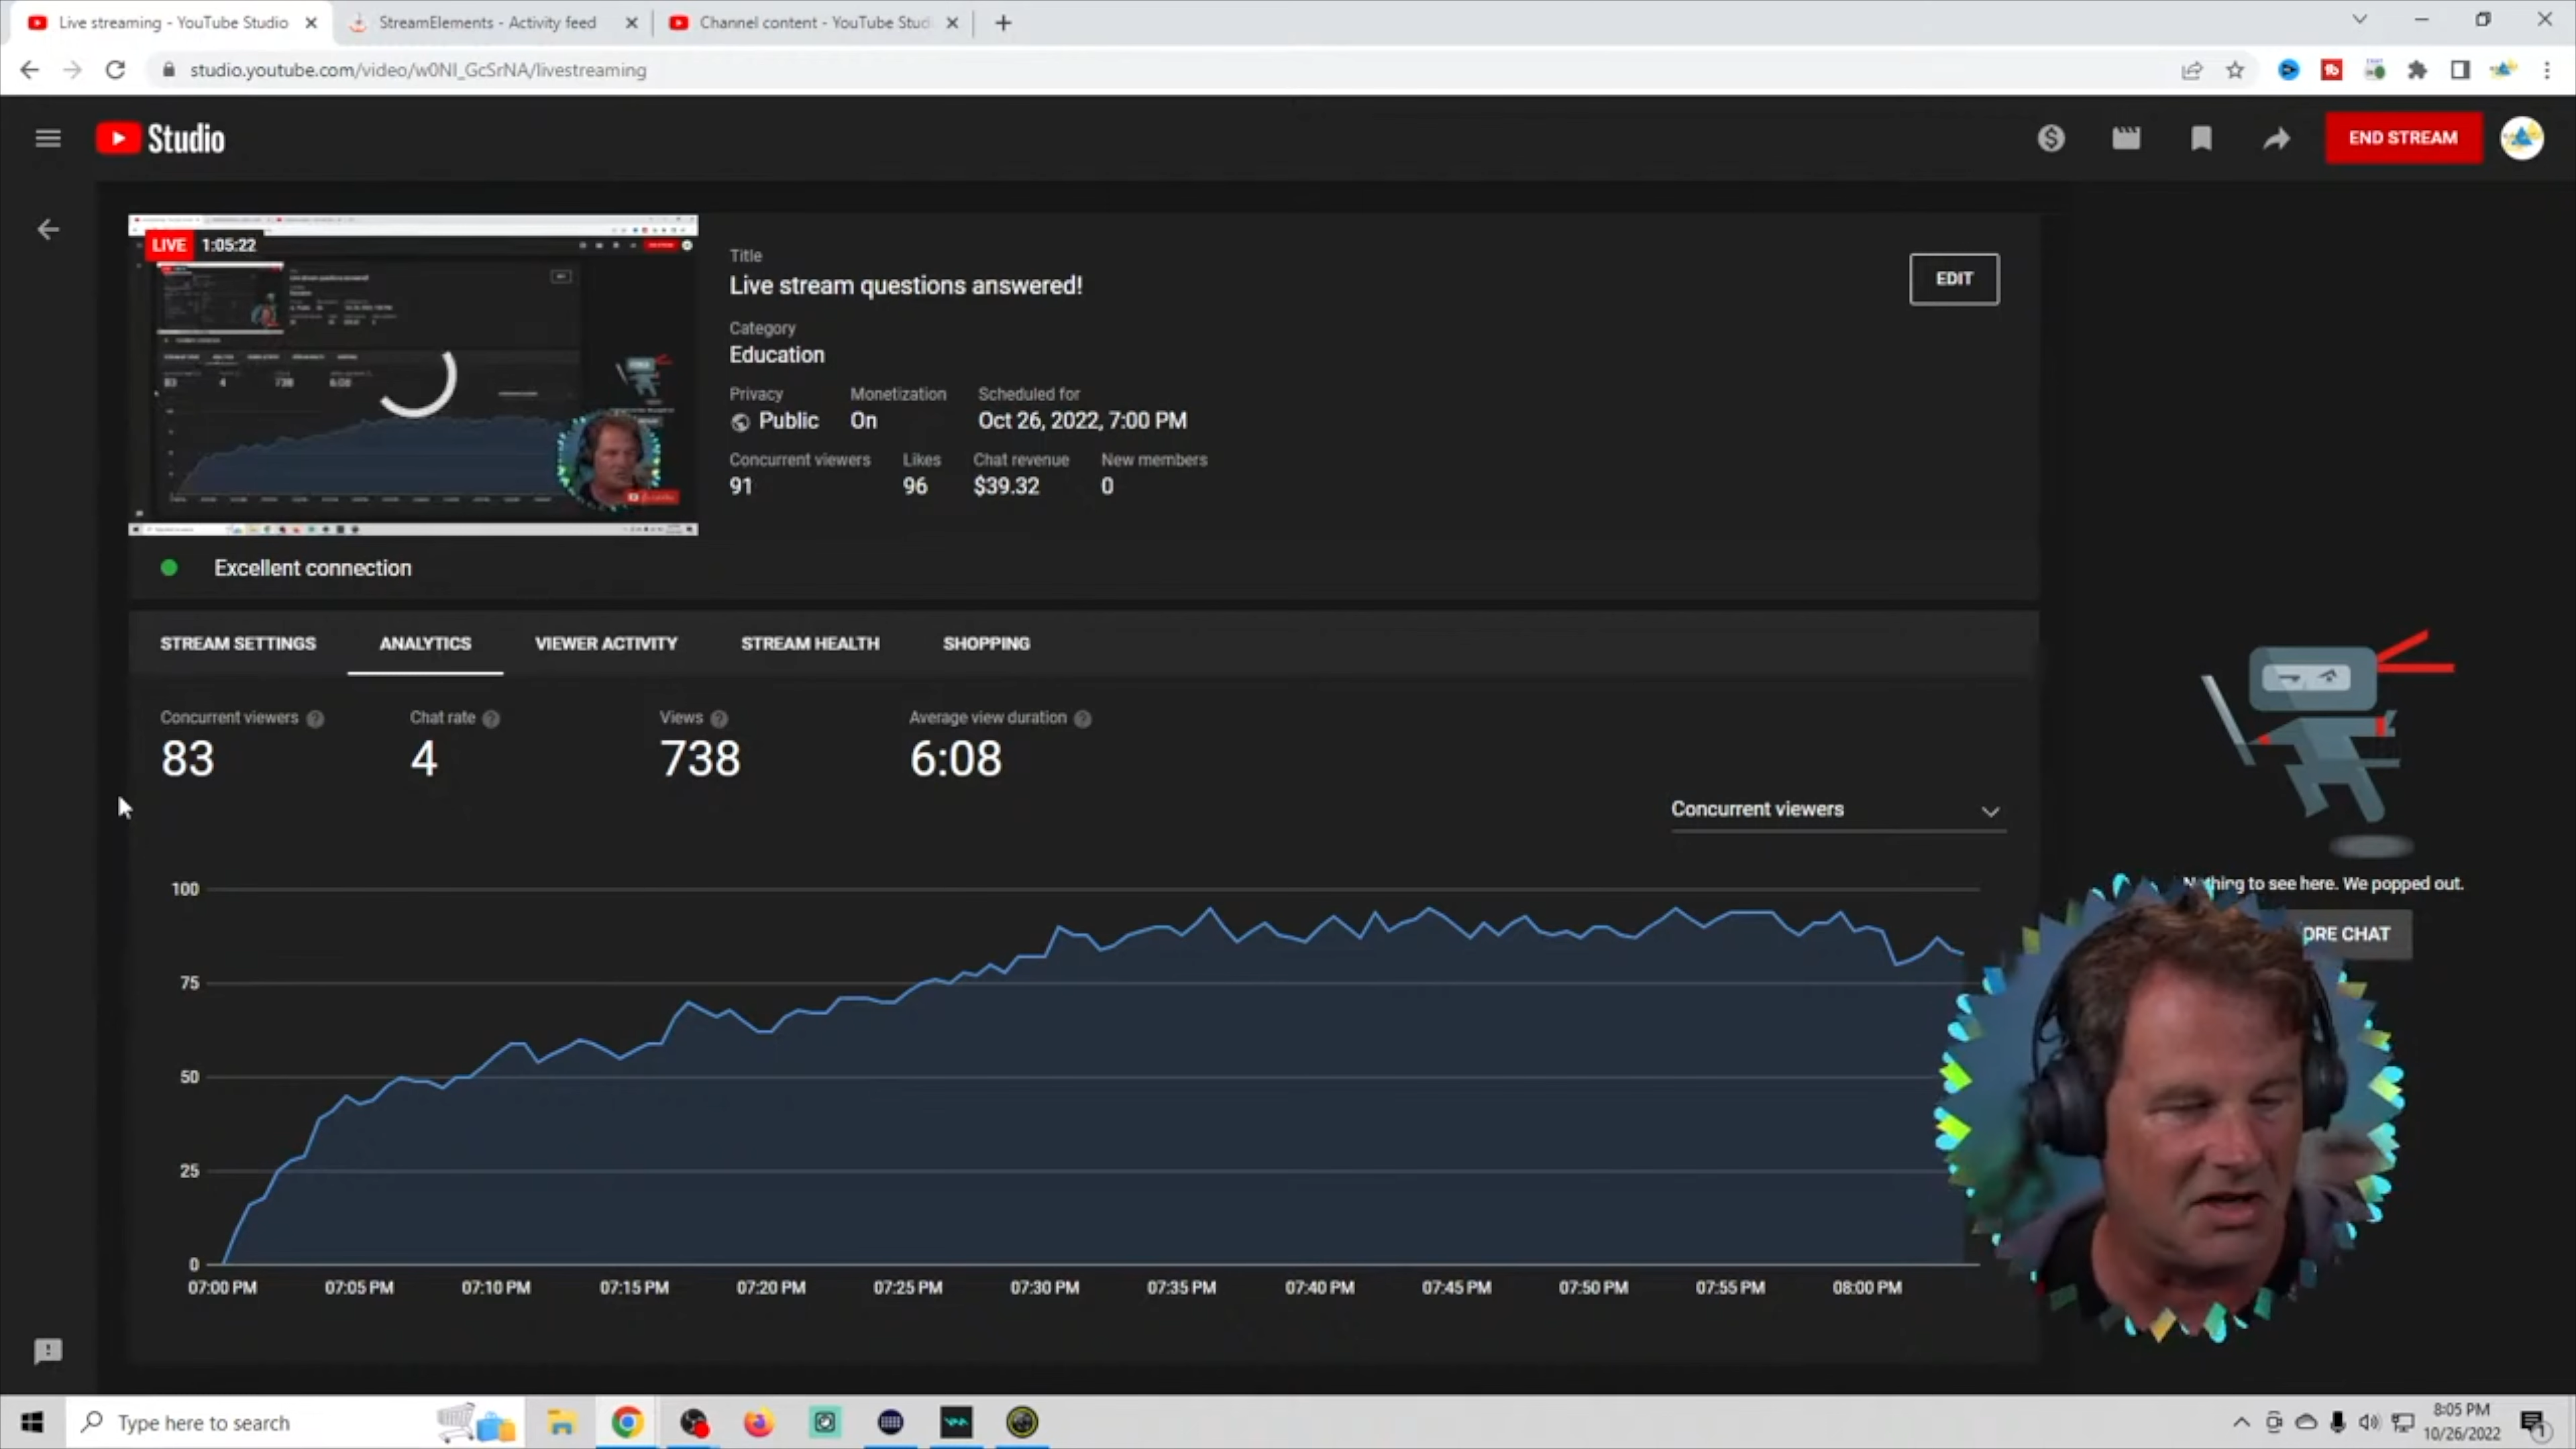 Live streaming - YouTube Studio
StreamElements - Activity feed
Channel content - YouTube Stud
studio.youtube.com/video/w0NI_GcSrNA/livestreaming
Studio
END STREAM
LIVE 1:05:22
Title
Live stream questions answered!
EDIT
Category
Education
Privacy Monetization Scheduled for
Public On Oct 26, 2022, 7:00 PM
Concurrent viewers Likes Chat revenue New members
91 96 $39.32 0
83 4 738 6:08
Excellent connection
STREAM SETTINGS ANALYTICS VIEWER ACTIVITY STREAM HEALTH SHOPPING
Concurrent viewers Chat rate Views Average view duration
83 4 738 6:08
Concurrent viewers
100
75
50
25
0
07:00 PM 07:05 PM 07:10 PM 07:15 PM 07:20 PM 07:25 PM 07:30 PM 07:35 PM 07:40 PM 07:45 PM 07:50 PM 07:55 PM 08:00 PM
Nothing to see here. We popped out.
ORE CHAT
Type here to search
8:05 PM
10/26/2022
1